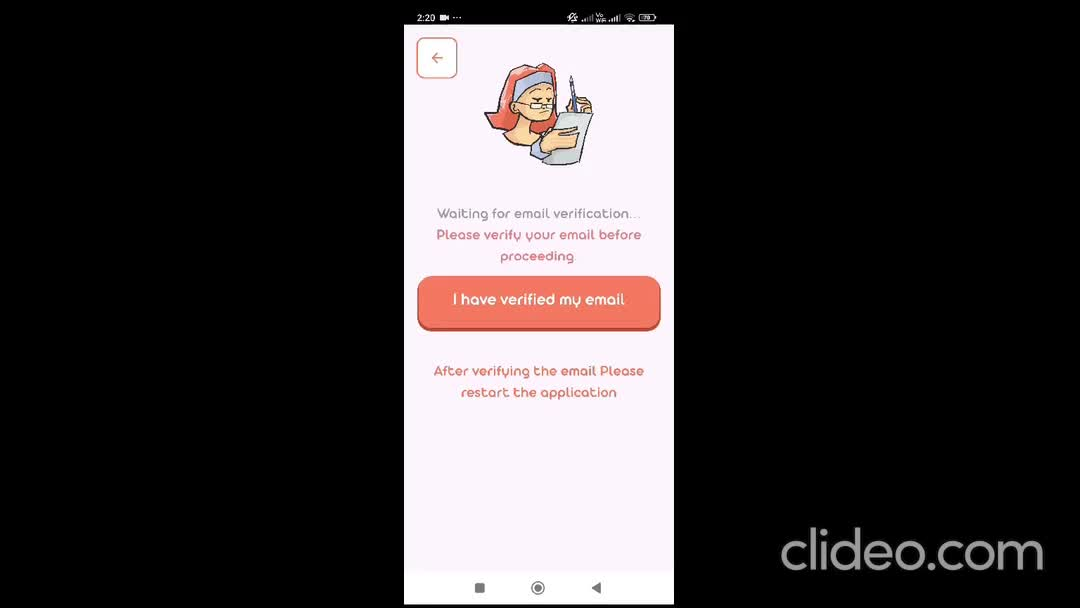 2:20
Waiting for email verification...
Please verify your email before
proceeding
I have verified my email
After verifying the email Please
restart the application
clideo.com